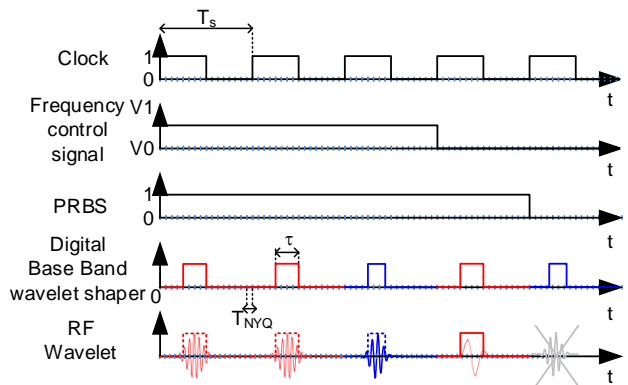 Ts
Clock
1
0
t
Frequency
control
signal
V1
V0
t
PRBS
1
0
t
Digital
Base Band
wavelet shaper
0
τ
t
TNYQ
RF
Wavelet
t